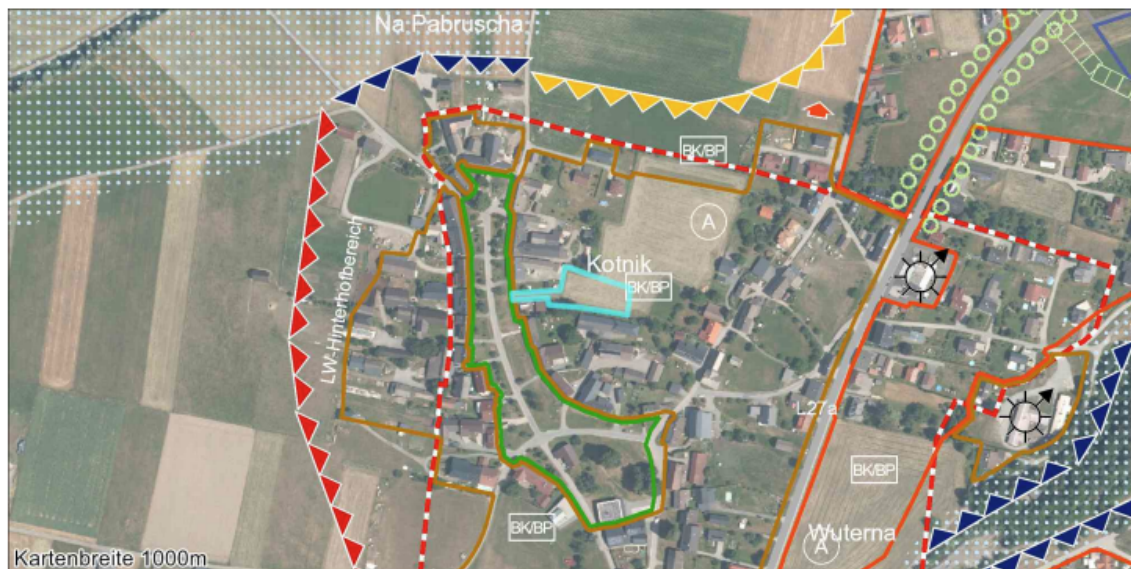 Na Pabruscha
BK/BP
A
Kotnik
BK/BP
LW-Hinterhofbereich
L27a
BK/BP
BK/BP
Wuterna
A
Kartenbreite 1000m